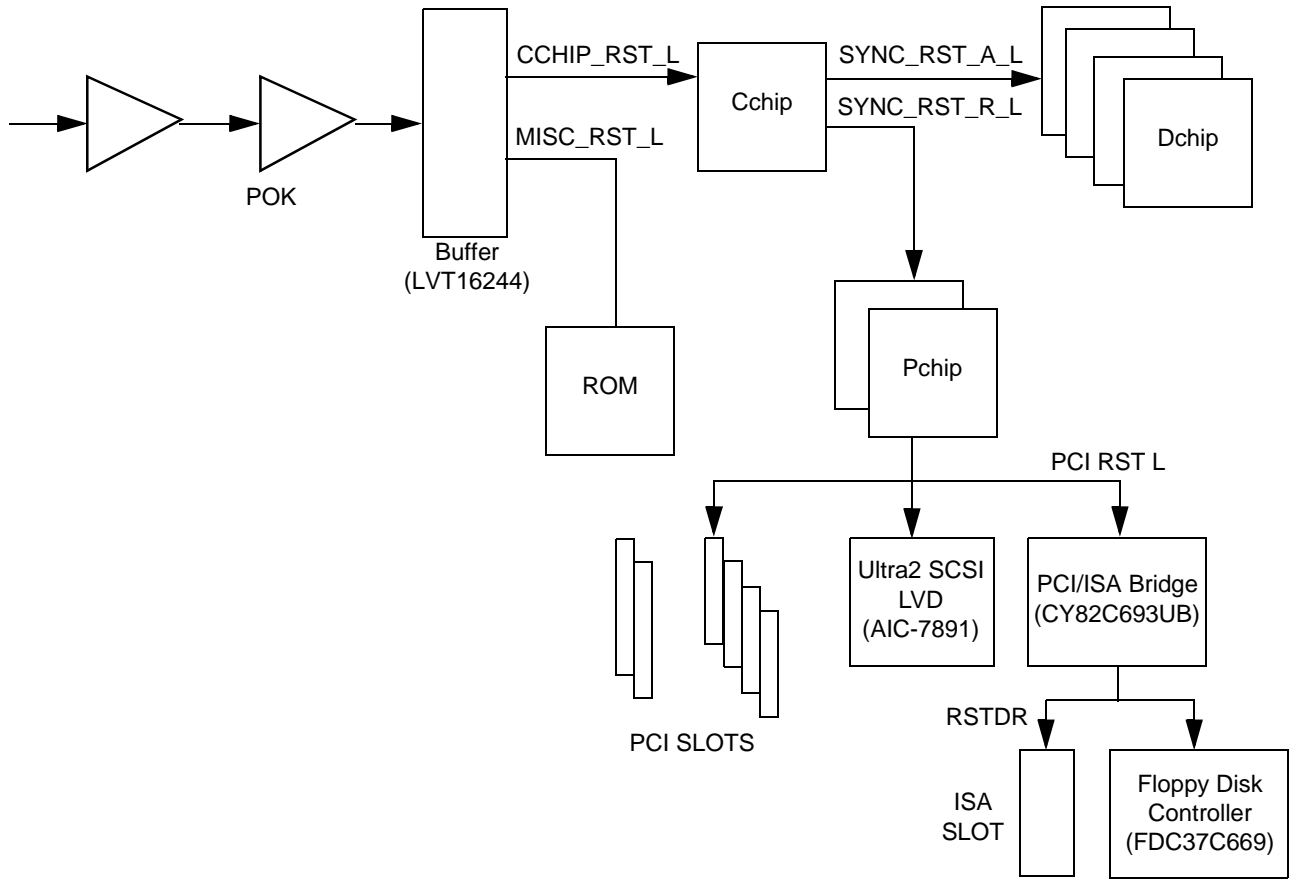 CCHIP_RST_L
SYNC_RST_A_L
Cchip
SYNC_RST_R_L
MISC_RST_L
Dchip
POK
Buffer
(LVT16244)
Pchip
ROM
PCI RST L
Ultra2 SCSI
LVD
(AIC-7891)
PCI/ISA Bridge
(CY82C693UB)
RSTDR
PCI SLOTS
ISA
SLOT
Floppy Disk
Controller
(FDC37C669)